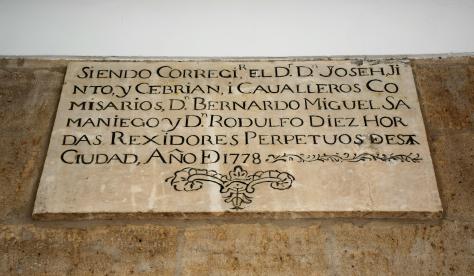 SIENDO CORREGI.R EL D.R D.N JOSEH, JI
NTO, Y CEBRIAN, I CAUALLEROS CO
MISARIOS, D.N BERNARDO MIGUEL SA
MANIEGO Y D.N RODULFO DIEZ HOR
DAS REXIDORES PERPETUOS DESTA
CIUDAD, AÑO D 1778